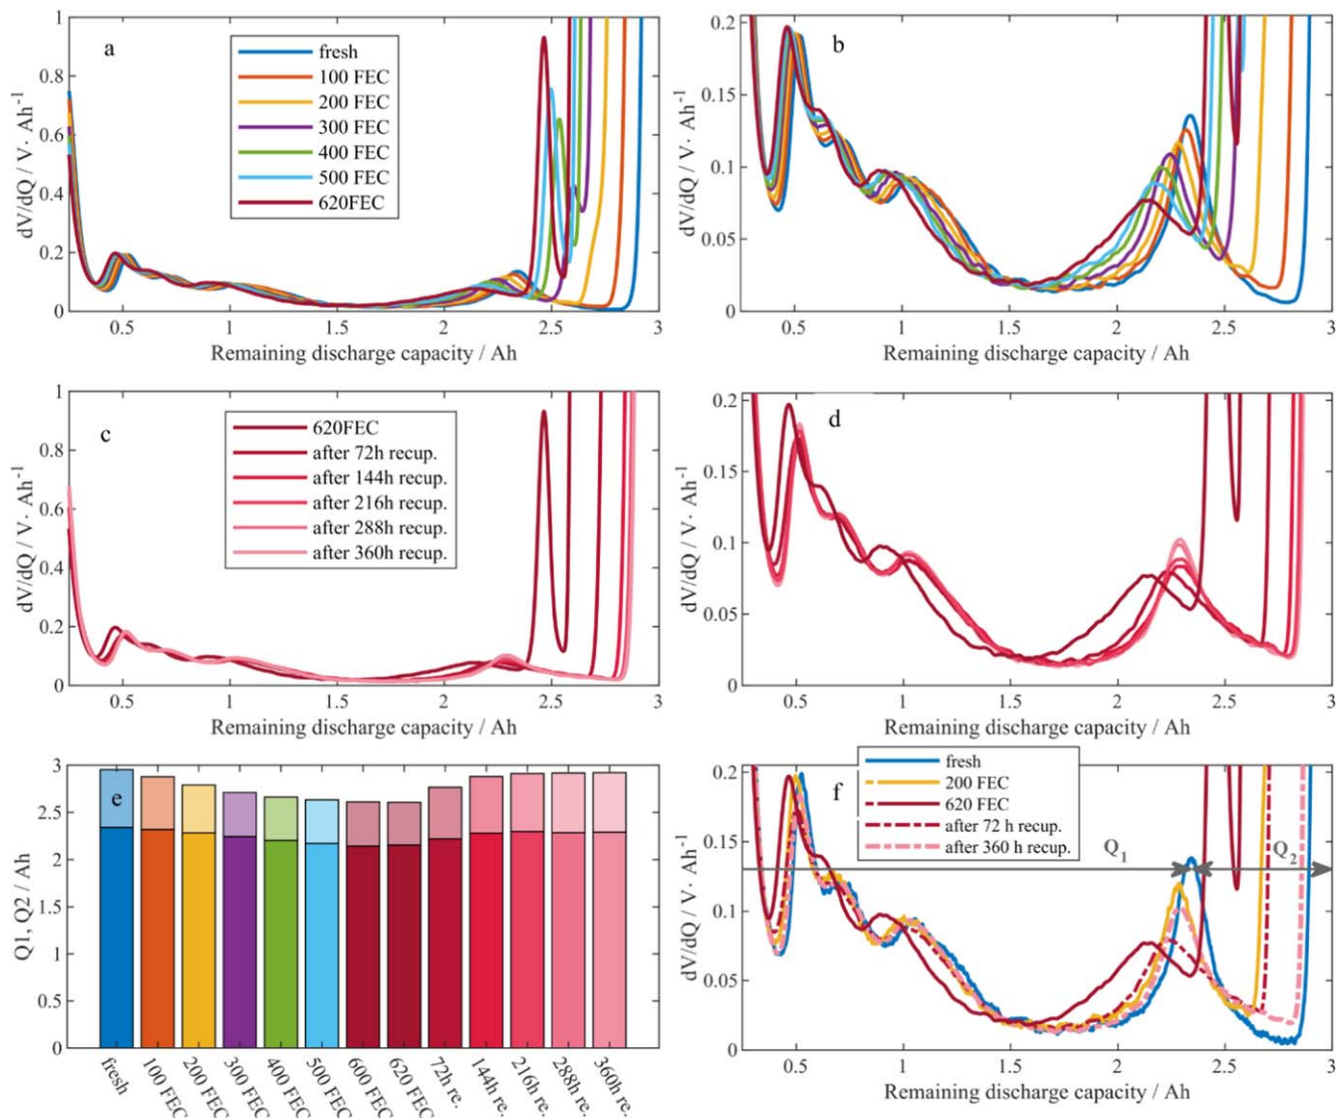 a
fresh
100 FEC
200 FEC
300 FEC
400 FEC
500 FEC
620FEC
dV/dQ / V· Ah⁻¹
1
0.8
0.6
0.4
0.2
0
0.5
1
1.5
2
2.5
3
Remaining discharge capacity / Ah
b
dV/dQ / V· Ah⁻¹
0.2
0.15
0.1
0.05
0
0.5
1
1.5
2
2.5
3
Remaining discharge capacity / Ah
c
620FEC
after 72h recup.
after 144h recup.
after 216h recup.
after 288h recup.
after 360h recup.
dV/dQ / V· Ah⁻¹
1
0.8
0.6
0.4
0.2
0
0.5
1
1.5
2
2.5
3
Remaining discharge capacity / Ah
d
dV/dQ / V· Ah⁻¹
0.2
0.15
0.1
0.05
0
0.5
1
1.5
2
2.5
3
Remaining discharge capacity / Ah
e
Q1, Q2 / Ah
3
2.5
2
1.5
1
0.5
0
fresh
100 FEC
200 FEC
300 FEC
400 FEC
500 FEC
600 FEC
620 FEC
72h re.
144h re.
216h re.
288h re.
360h re.
f
fresh
200 FEC
620 FEC
after 72 h recup.
after 360 h recup.
Q₁
Q₂
dV/dQ / V· Ah⁻¹
0.2
0.15
0.1
0.05
0
0.5
1
1.5
2
2.5
3
Remaining discharge capacity / Ah